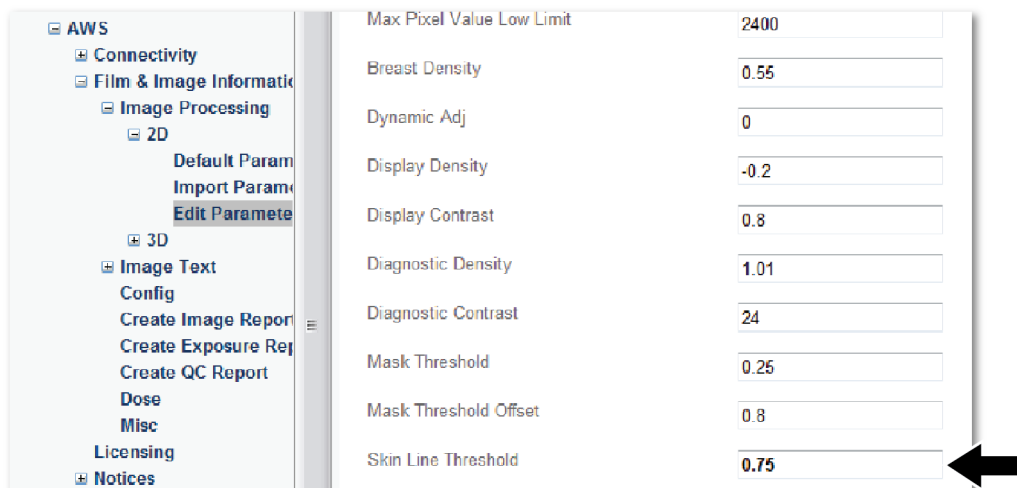 AWS
Connectivity
Film & Image Informatic
Image Processing
2D
Default Param
Import Parame
Edit Paramete
3D
Image Text
Config
Create Image Report
Create Exposure Rep
Create QC Report
Dose
Misc
Licensing
Notices
Max Pixel Value Low Limit 2400
Breast Density 0.55
Dynamic Adj 0
Display Density -0.2
Display Contrast 0.8
Diagnostic Density 1.01
Diagnostic Contrast 24
Mask Threshold 0.25
Mask Threshold Offset 0.8
Skin Line Threshold 0.75